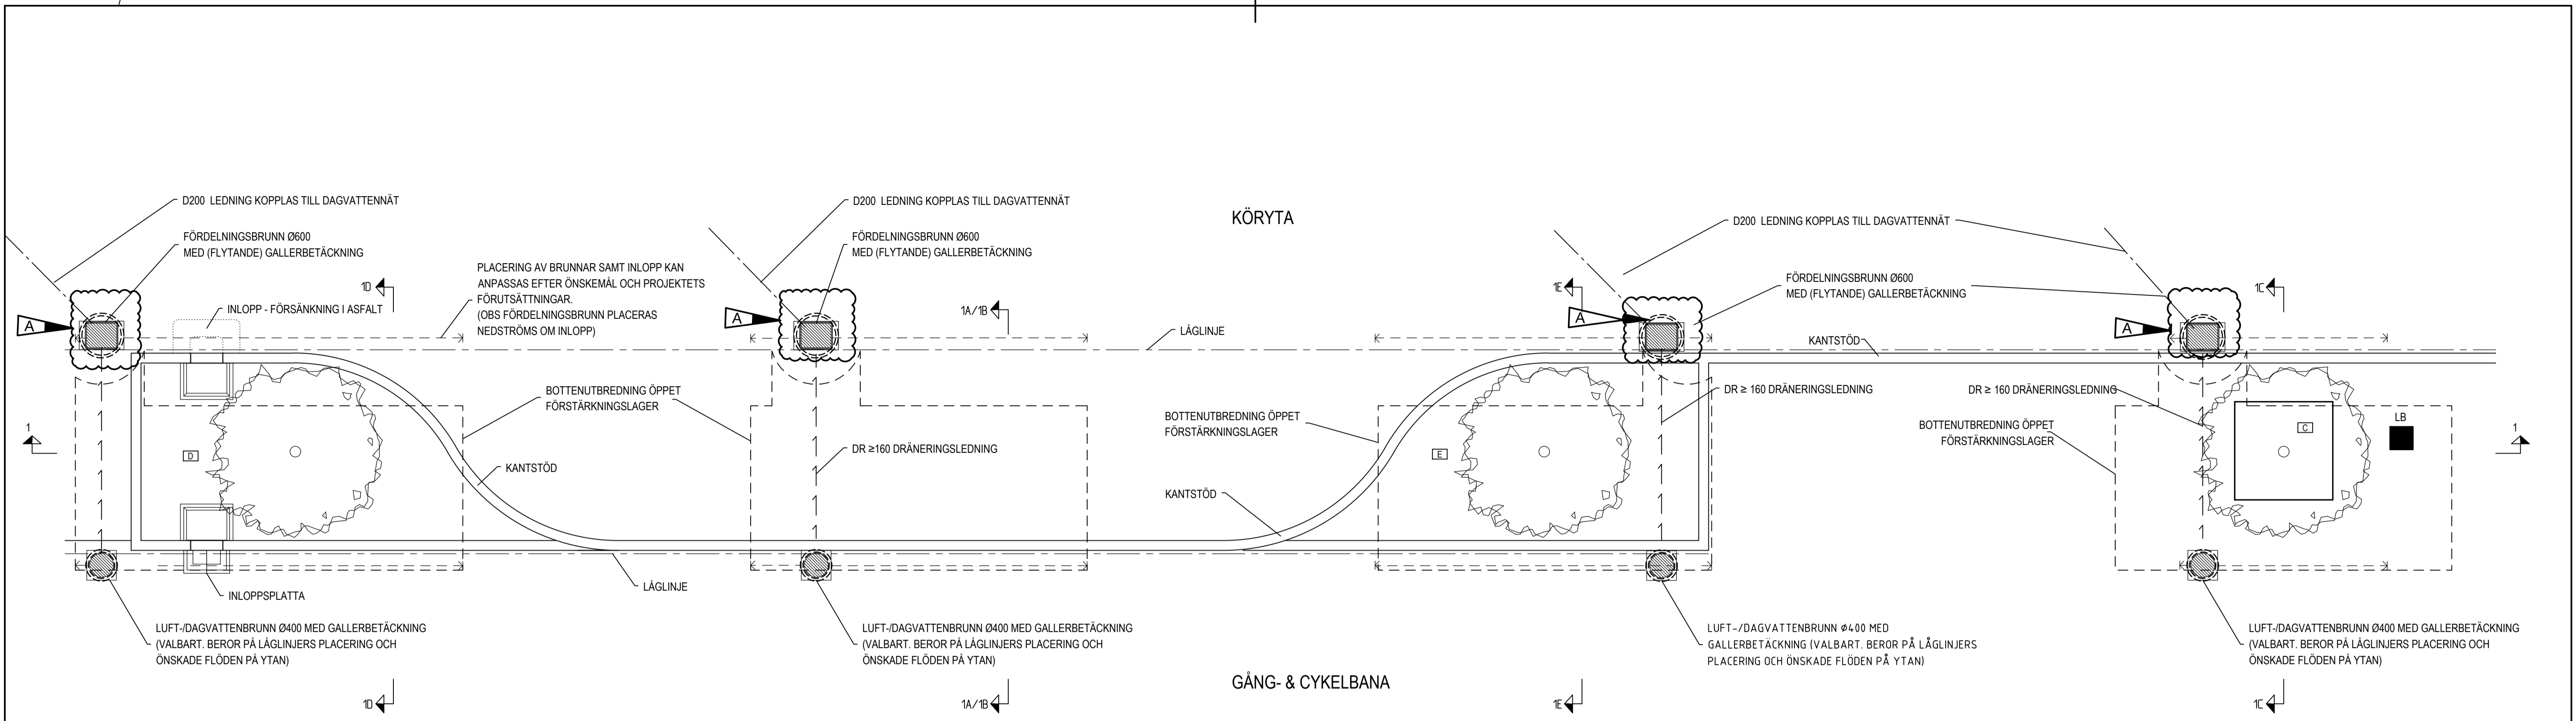 D200 LEDNING KOPPLAS TILL DAGVATTENNÄT
FÖRDELNINGSBRUNN Ø600
MED (FLYTANDE) GALLERBETÄCKNING
PLACERING AV BRUNNAR SAMT INLOPP KAN
ANPASSAS EFTER ÖNSKEMÅL OCH PROJEKTETS
FÖRUTSÄTTNINGAR.
(OBS FÖRDELNINGSBRUNN PLACERAS
NEDSTRÖMS OM INLOPP)
D200 LEDNING KOPPLAS TILL DAGVATTENNÄT
FÖRDELNINGSBRUNN Ø600
MED (FLYTANDE) GALLERBETÄCKNING
KÖRYTA
D200 LEDNING KOPPLAS TILL DAGVATTENNÄT
FÖRDELNINGSBRUNN Ø600
MED (FLYTANDE) GALLERBETÄCKNING
1D
1A/1B
1E
1C
INLOPP - FÖRSÄNKNING I ASFALT
A
A
A
A
LÅGLINJE
KANTSTÖD
BOTTENUTBREDNING ÖPPET
FÖRSTÄRKNINGSLAGER
BOTTENUTBREDNING ÖPPET
FÖRSTÄRKNINGSLAGER
DR ≥ 160 DRÄNERINGSLEDNING
DR ≥ 160 DRÄNERINGSLEDNING
BOTTENUTBREDNING ÖPPET
FÖRSTÄRKNINGSLAGER
LB
1
D
KANTSTÖD
DR ≥160 DRÄNERINGSLEDNING
E
C
1
KANTSTÖD
LÅGLINJE
INLOPPSPLATTA
LUFT-/DAGVATTENBRUNN Ø400 MED GALLERBETÄCKNING
(VALBART. BEROR PÅ LÅGLINJERS PLACERING OCH
ÖNSKADE FLÖDEN PÅ YTAN)
LUFT-/DAGVATTENBRUNN Ø400 MED GALLERBETÄCKNING
(VALBART. BEROR PÅ LÅGLINJERS PLACERING OCH
ÖNSKADE FLÖDEN PÅ YTAN)
LUFT-/DAGVATTENBRUNN Ø400 MED
GALLERBETÄCKNING (VALBART. BEROR PÅ LÅGLINJERS
PLACERING OCH ÖNSKADE FLÖDEN PÅ YTAN)
LUFT-/DAGVATTENBRUNN Ø400 MED GALLERBETÄCKNING
(VALBART. BEROR PÅ LÅGLINJERS PLACERING OCH
ÖNSKADE FLÖDEN PÅ YTAN)
GÅNG- & CYKELBANA
1D
1A/1B
1E
1C